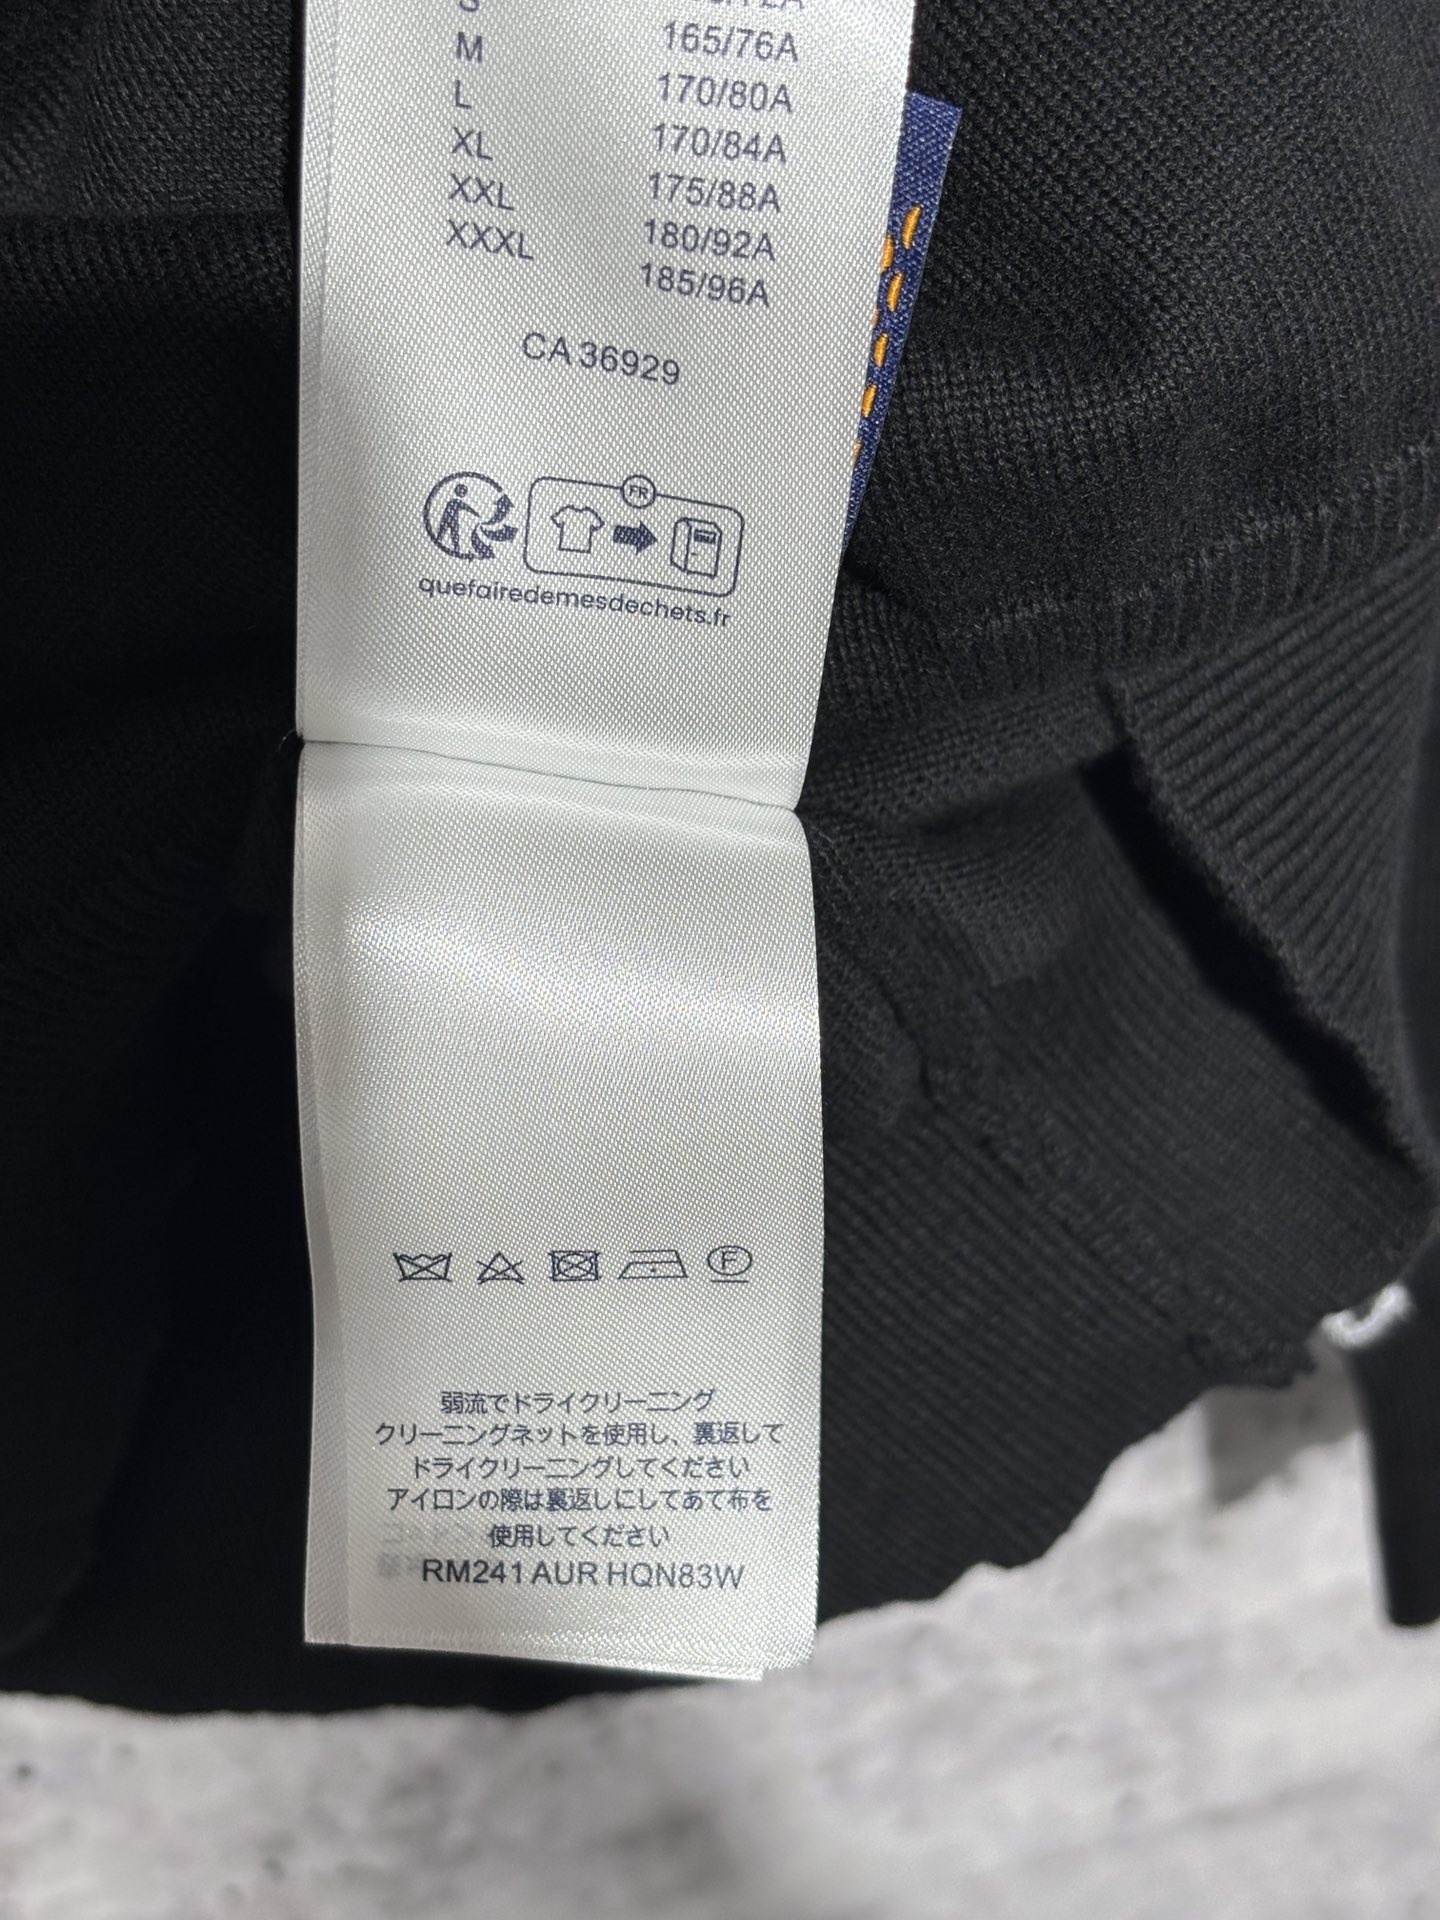 S
M 165/76A
L 170/80A
XL 170/84A
XXL 175/88A
XXXL 180/92A
185/96A
CA 36929
FR
quefairedemesdechets.fr
F
弱流でドライクリーニング
クリーニングネットを使用し、裏返して
ドライクリーニングしてください
アイロンの際は裏返しにしてあて布を
使用してください
RM241 AUR HQN83W